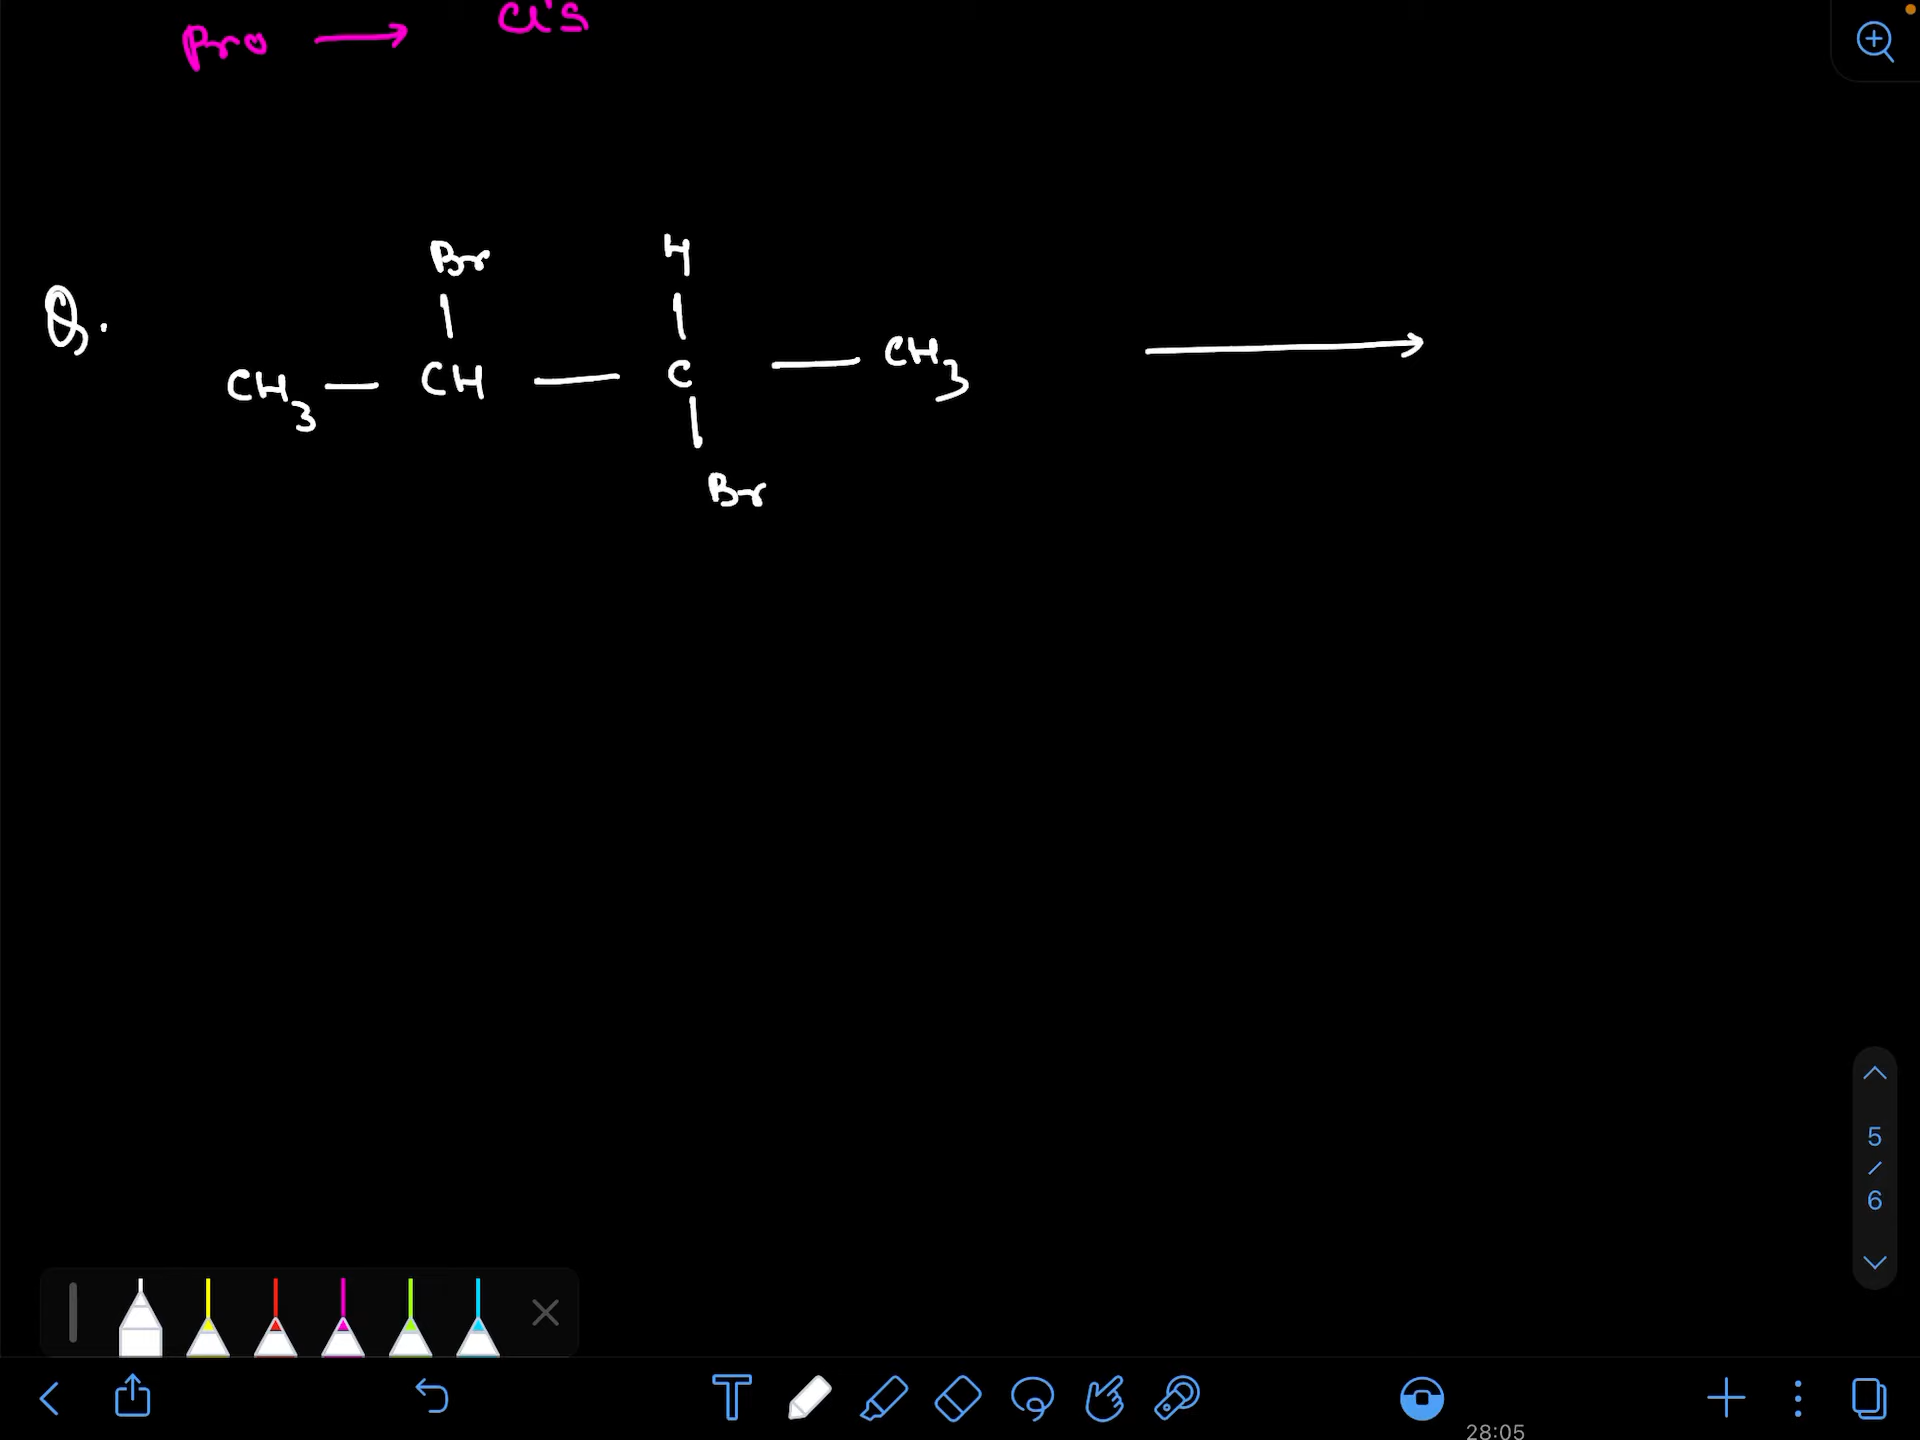 Pro → Cis
Br H
Q. CH3 — CH — C — CH3 →
Br
5
/
6
28:05